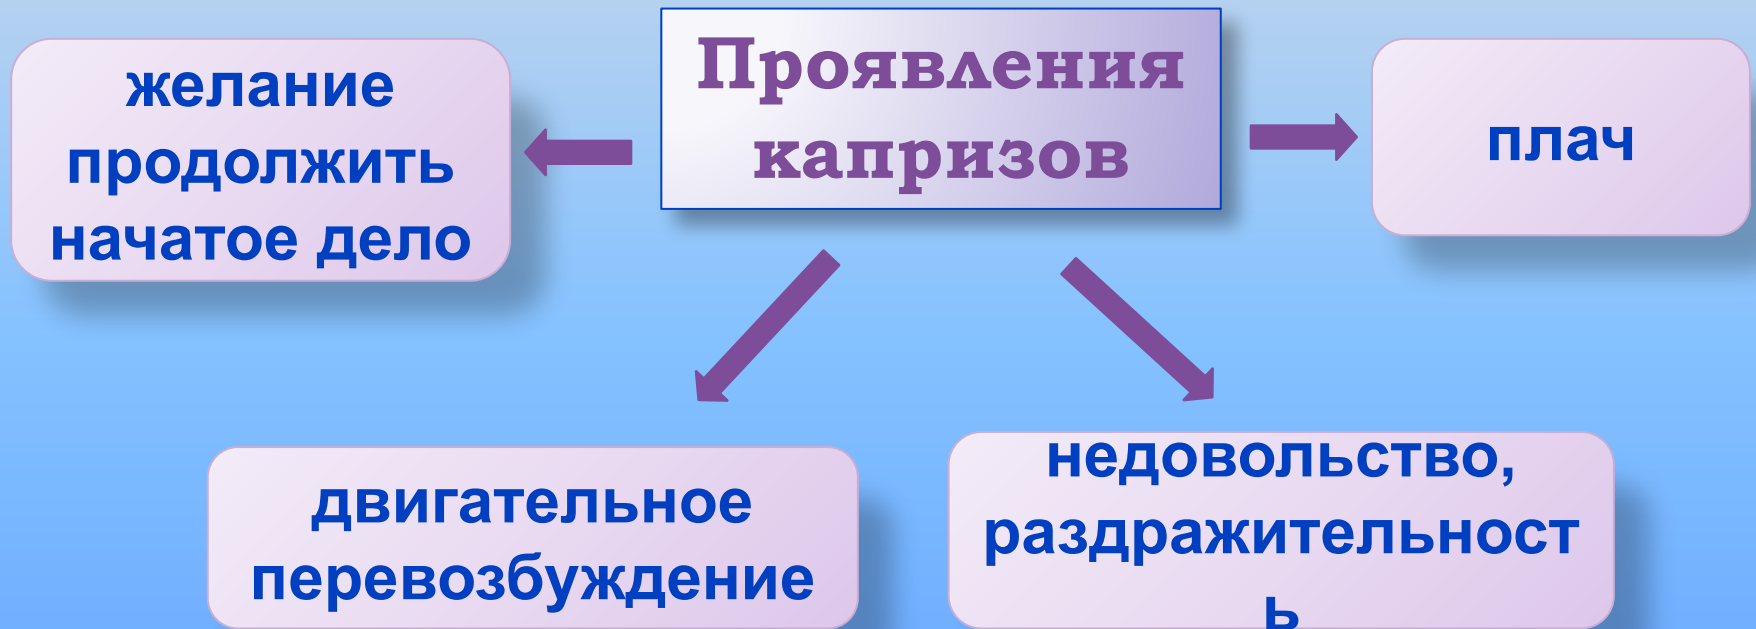 Проявления
капризов
желание
продолжить
начатое дело
плач
двигательное
перевозбуждение
недовольство,
раздражительност
ь